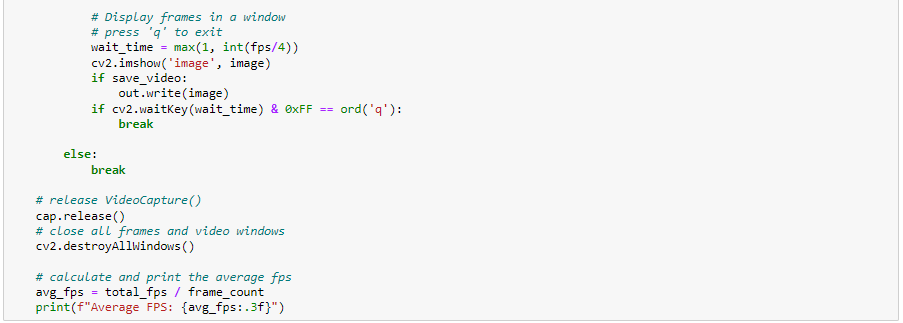 # Display frames in a window
# press 'q' to exit
wait_time = max(1, int(fps/4))
cv2.imshow('image', image)
if save_video:
out.write(image)
if cv2.waitKey(wait_time) & 0xFF == ord('q'):
break
else:
break
# release VideoCapture()
cap.release()
# close all frames and video windows
cv2.destroyAllWindows()
# calculate and print the average fps
avg_fps = total_fps / frame_count
print(f"Average FPS: {avg_fps:.3f}")